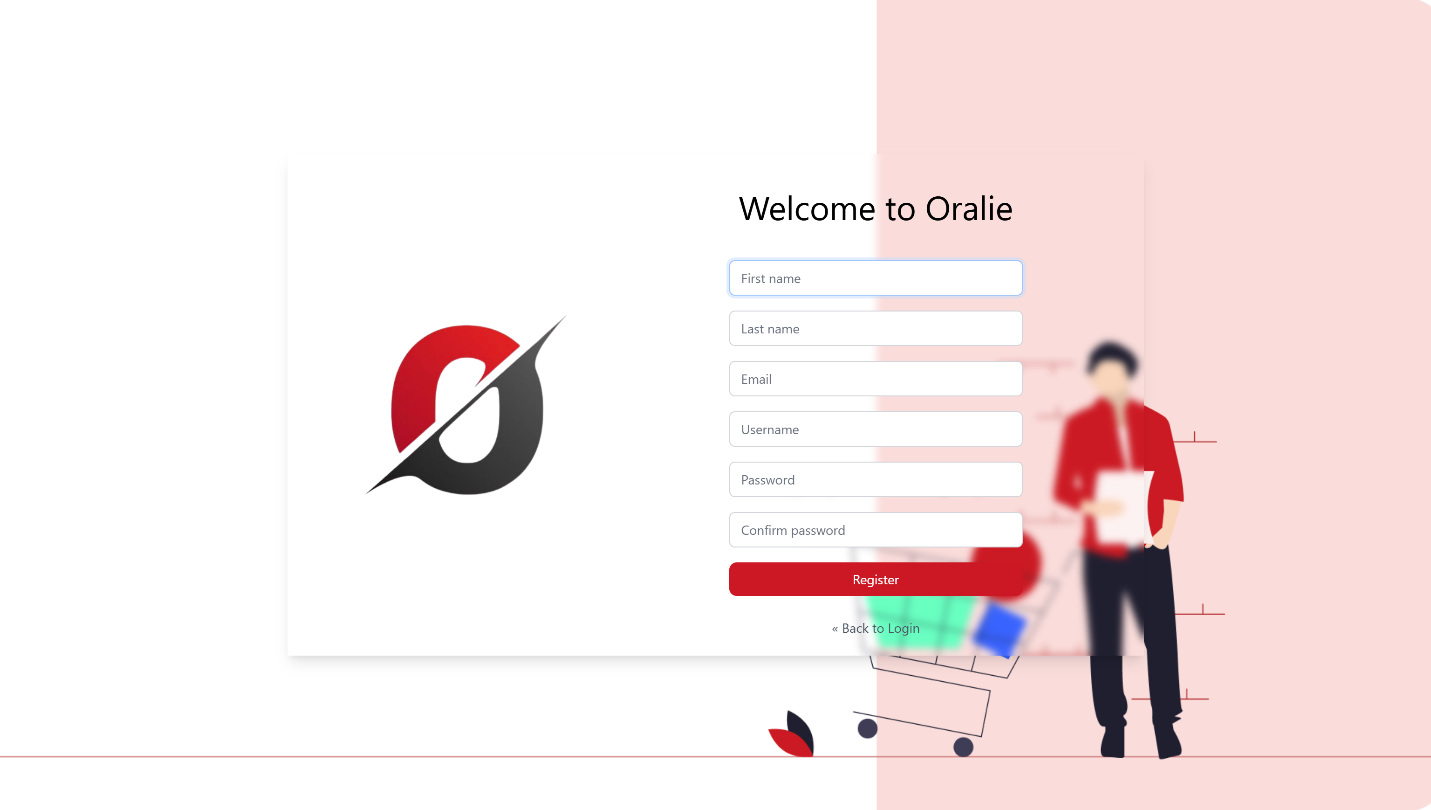 Welcome to Oralie
First name
Last name
Email
Username
Password
Confirm password
Register
« Back to Login